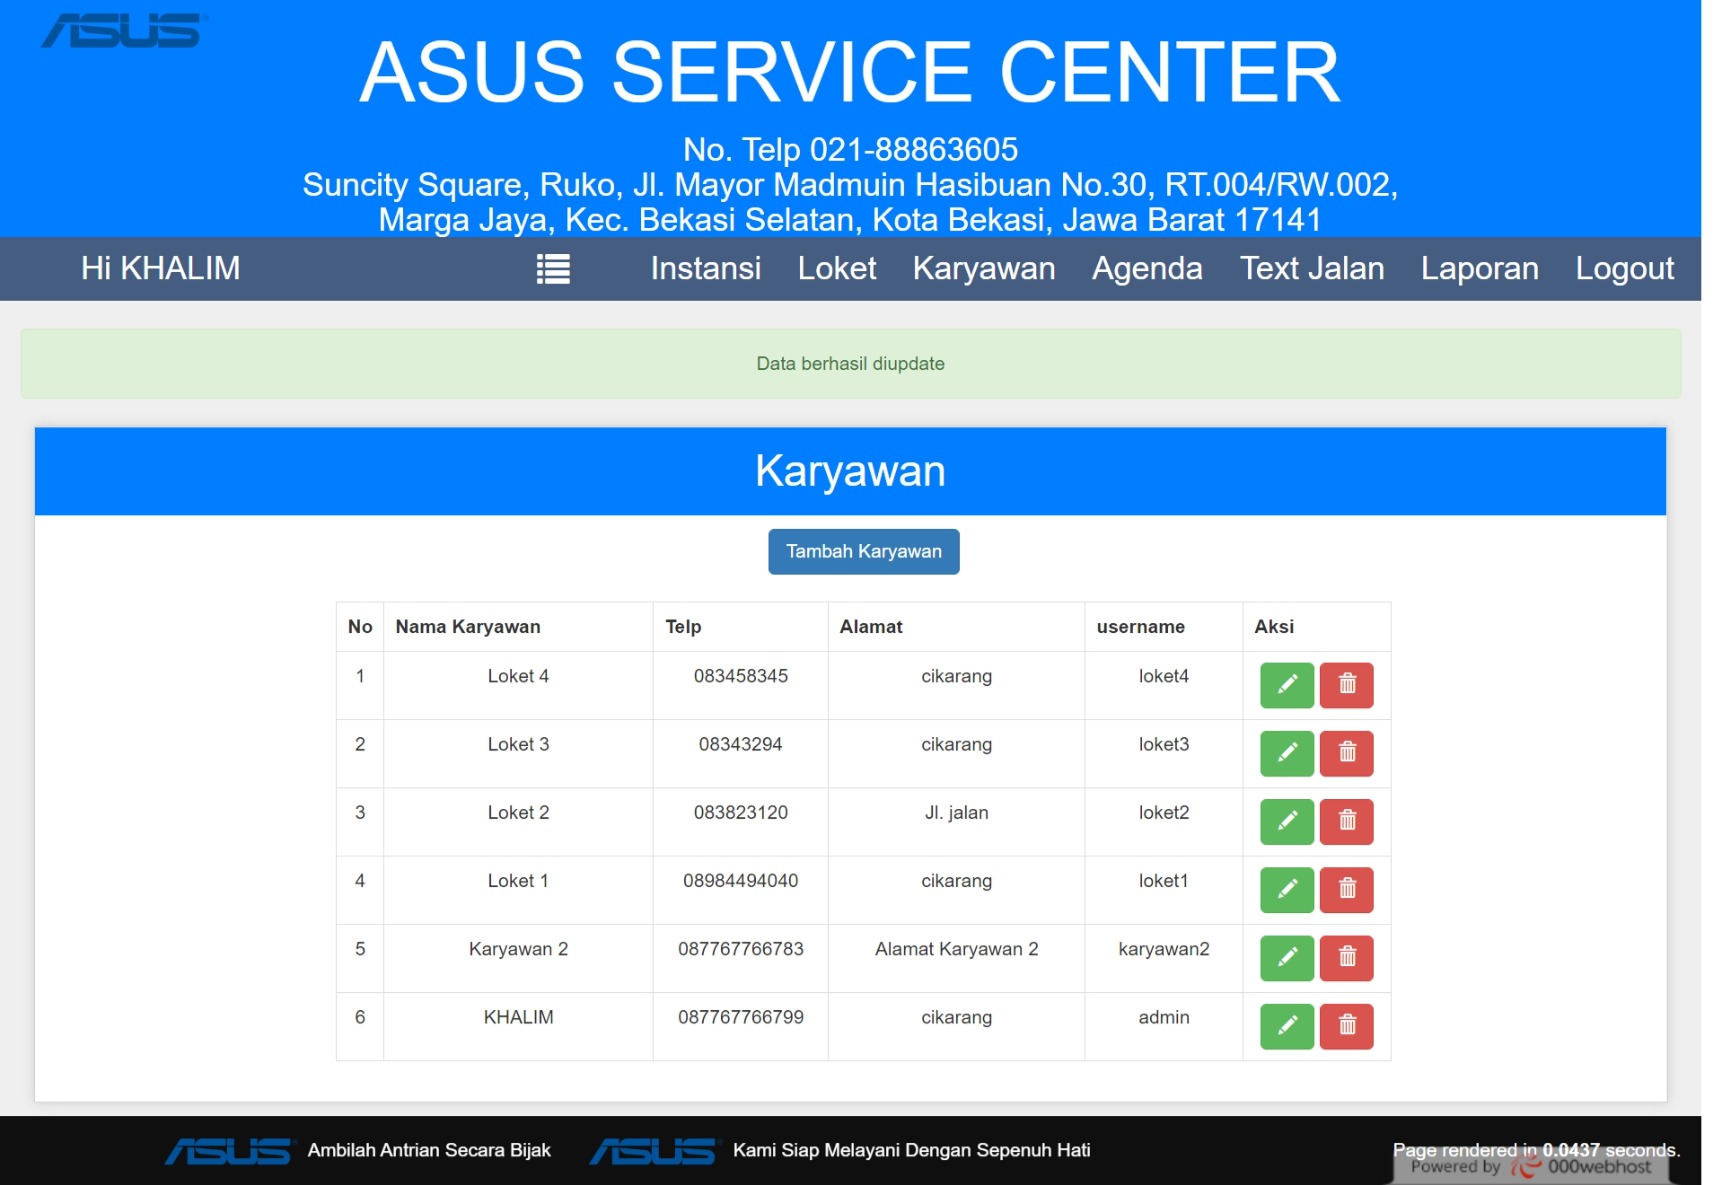 ASUS
ASUS SERVICE CENTER
No. Telp 021-88863605
Suncity Square, Ruko, Jl. Mayor Madmuin Hasibuan No.30, RT.004/RW.002,
Marga Jaya, Kec. Bekasi Selatan, Kota Bekasi, Jawa Barat 17141
Hi KHALIM Instansi Loket Karyawan Agenda Text Jalan Laporan Logout
Data berhasil diupdate
Karyawan
Tambah Karyawan
No Nama Karyawan Telp Alamat username Aksi
1 Loket 4 083458345 cikarang loket4
2 Loket 3 08343294 cikarang loket3
3 Loket 2 083823120 Jl. jalan loket2
4 Loket 1 08984494040 cikarang loket1
5 Karyawan 2 087767766783 Alamat Karyawan 2 karyawan2
6 KHALIM 087767766799 cikarang admin
ASUS Ambilah Antrian Secara Bijak ASUS Kami Siap Melayani Dengan Sepenuh Hati Page rendered in 0.0437 seconds.
Powered by 000webhost